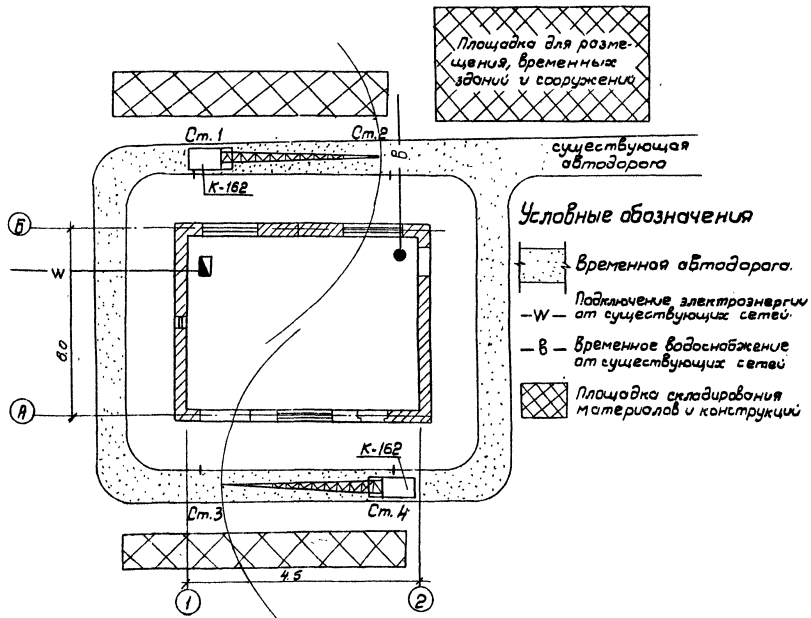 Площадка для разме-
щения, временных
зданий и сооружений
Ст. 1
Ст. 2
В
существующая
автодорога
К-162
Б
W
6.0
А
К-162
Ст. 3
Ст. 4
4.5
1
2
Условные обозначения
Временная автодорога.
—W— Подключение электроэнергии
от существующих сетей.
—В— Временное водоснабжение
от существующих сетей
Площадка складирования
материалов и конструкций